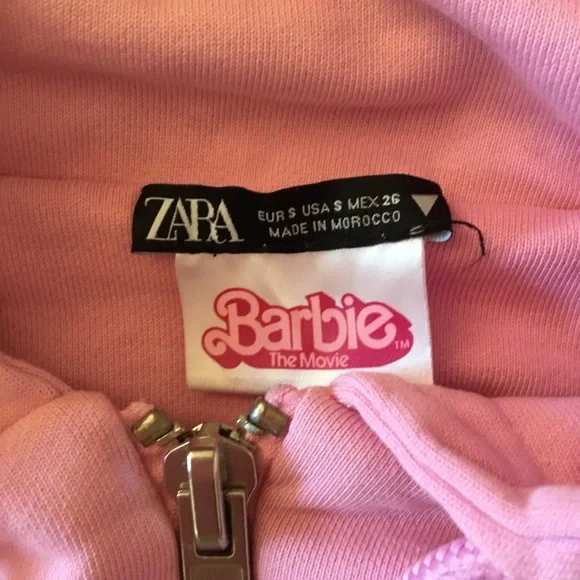 ZARA
EUR S USA S MEX 26
MADE IN MOROCCO
Barbie
TM
The Movie